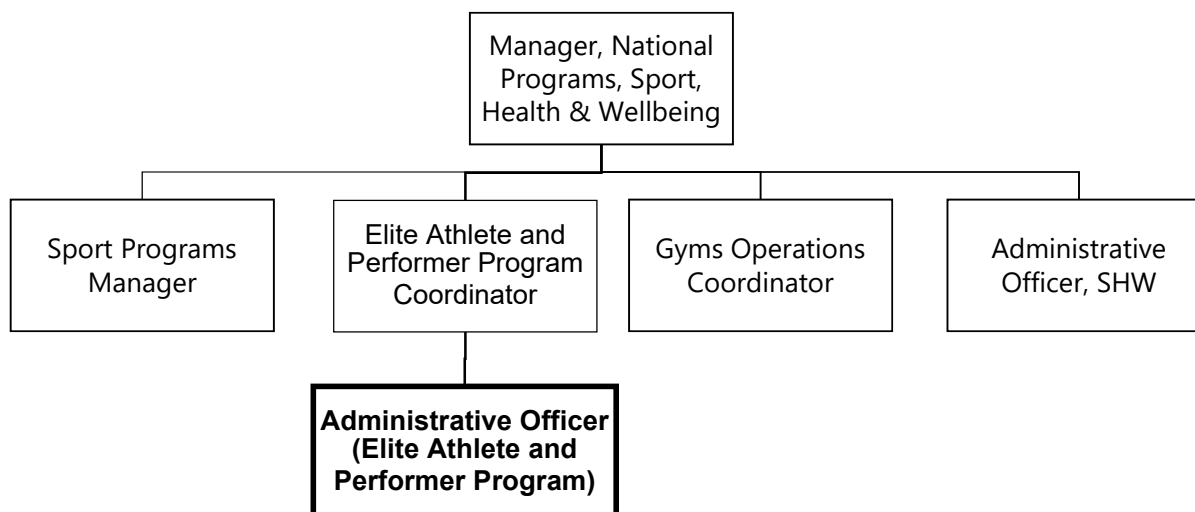 Manager, National
Programs, Sport,
Health & Wellbeing
Sport Programs
Manager
Elite Athlete and
Performer Program
Coordinator
Gyms Operations
Coordinator
Administrative
Officer, SHW
Administrative Officer
(Elite Athlete and
Performer Program)